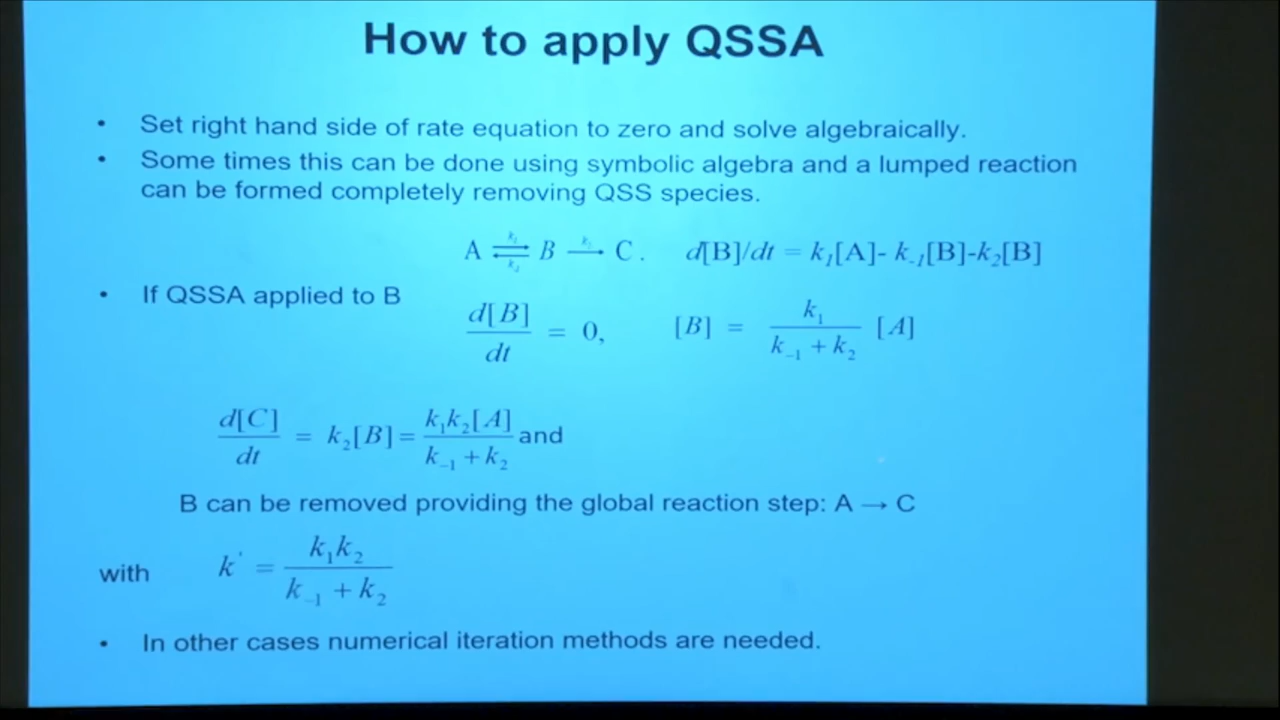 How to apply QSSA
• Set right hand side of rate equation to zero and solve algebraically.
• Some times this can be done using symbolic algebra and a lumped reaction
can be formed completely removing QSS species.
A ⇌ B → C. d[B]/dt = k₁[A]- k₋₁[B]-k₂[B]
• If QSSA applied to B
d[B]/dt = 0, [B] = k₁/(k₋₁ + k₂) [A]
d[C]/dt = k₂[B] = k₁k₂[A]/(k₋₁ + k₂) and
B can be removed providing the global reaction step: A → C
with k' = k₁k₂/(k₋₁ + k₂)
• In other cases numerical iteration methods are needed.